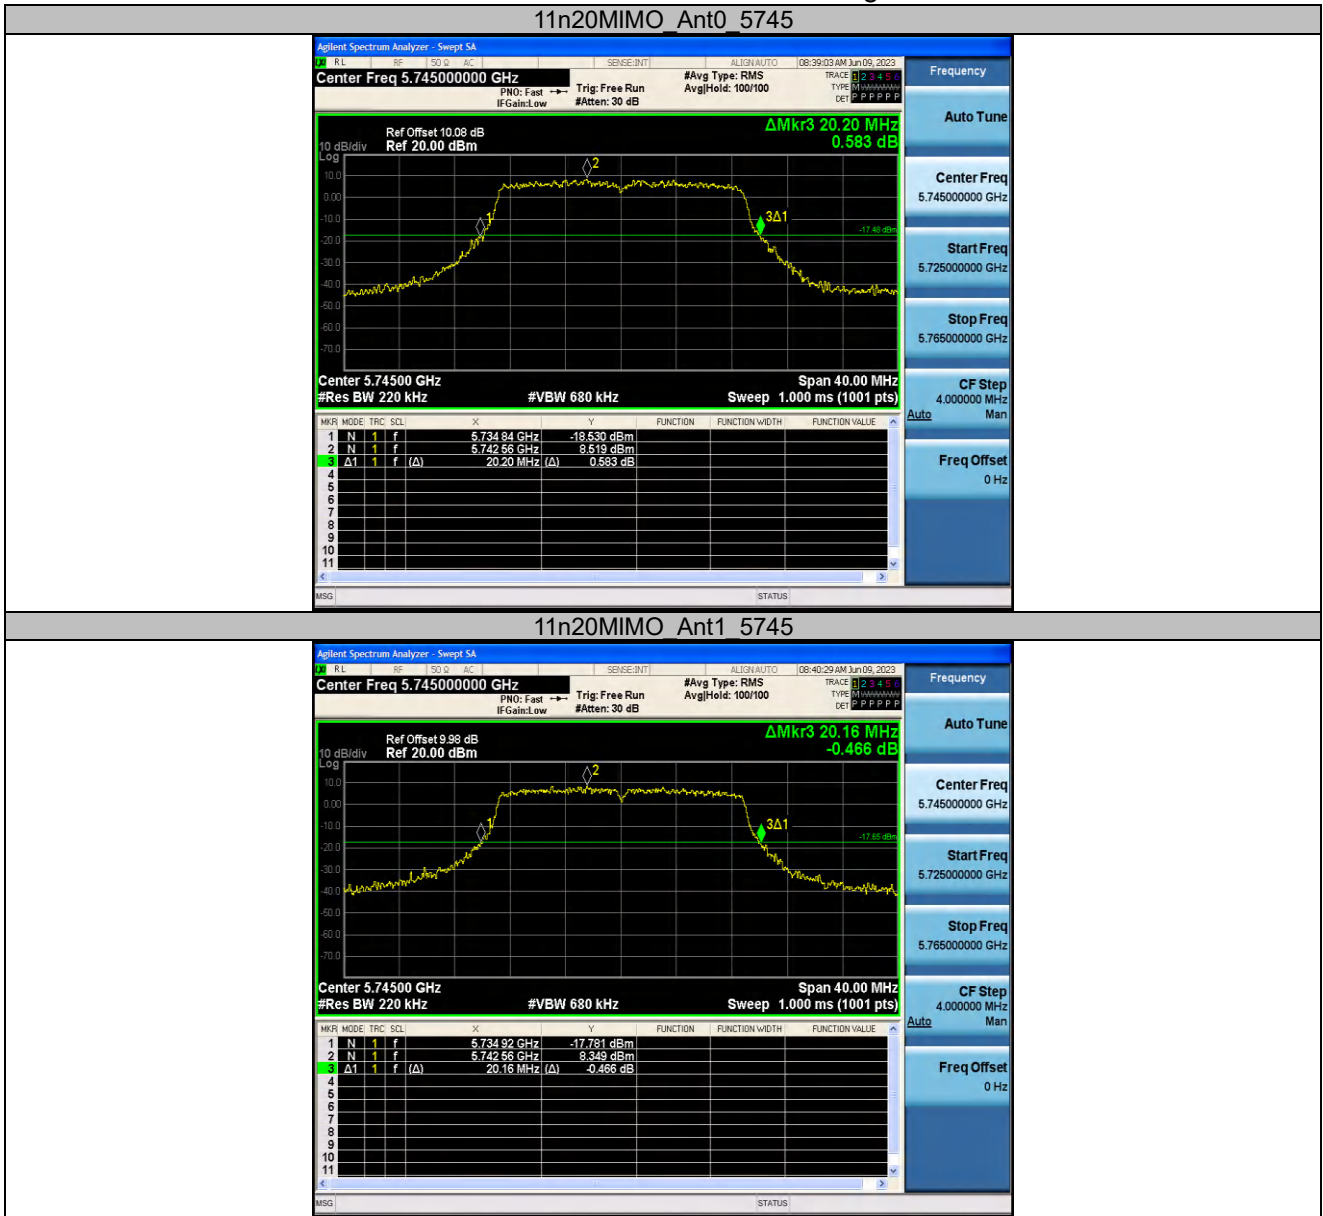 11n20MIMO_Ant0_5745
Agilent Spectrum Analyzer - Swept SA
RL RF 50 Ω AC SENSE:INT ALIGN AUTO 08:39:03 AM Jun 09, 2023
Center Freq 5.745000000 GHz
PNO: Fast
IFGain:Low
Trig: Free Run
#Atten: 30 dB
#Avg Type: RMS
Avg|Hold: 100/100
TRACE 1 2 3 4 5 6
TYPE M
DET P P P P P P
Frequency
Auto Tune
ΔMkr3 20.20 MHz
0.583 dB
Ref Offset 10.08 dB
10 dB/div Ref 20.00 dBm
Log
10.0
0.00
-10.0
-20.0
-30.0
-40.0
-50.0
-60.0
-70.0
2
1
3Δ1
-17.48 dBm
Center 5.74500 GHz
Span 40.00 MHz
#Res BW 220 kHz
#VBW 680 kHz
Sweep 1.000 ms (1001 pts)
Center Freq
5.745000000 GHz
Start Freq
5.725000000 GHz
Stop Freq
5.765000000 GHz
CF Step
4.000000 MHz
Auto Man
Freq Offset
0 Hz
MKR MODE TRC SCL X Y FUNCTION FUNCTION WIDTH FUNCTION VALUE
1 N 1 f 5.734 84 GHz -18.530 dBm
2 N 1 f 5.742 56 GHz 8.519 dBm
3 Δ1 1 f (Δ) 20.20 MHz (Δ) 0.583 dB
4
5
6
7
8
9
10
11
MSG STATUS
11n20MIMO_Ant1_5745
Agilent Spectrum Analyzer - Swept SA
RL RF 50 Ω AC SENSE:INT ALIGN AUTO 08:40:29 AM Jun 09, 2023
Center Freq 5.745000000 GHz
PNO: Fast
IFGain:Low
Trig: Free Run
#Atten: 30 dB
#Avg Type: RMS
Avg|Hold: 100/100
TRACE 1 2 3 4 5 6
TYPE M
DET P P P P P P
Frequency
Auto Tune
ΔMkr3 20.16 MHz
-0.466 dB
Ref Offset 9.98 dB
10 dB/div Ref 20.00 dBm
Log
10.0
0.00
-10.0
-20.0
-30.0
-40.0
-50.0
-60.0
-70.0
2
1
3Δ1
-17.65 dBm
Center 5.74500 GHz
Span 40.00 MHz
#Res BW 220 kHz
#VBW 680 kHz
Sweep 1.000 ms (1001 pts)
Center Freq
5.745000000 GHz
Start Freq
5.725000000 GHz
Stop Freq
5.765000000 GHz
CF Step
4.000000 MHz
Auto Man
Freq Offset
0 Hz
MKR MODE TRC SCL X Y FUNCTION FUNCTION WIDTH FUNCTION VALUE
1 N 1 f 5.734 92 GHz -17.781 dBm
2 N 1 f 5.742 56 GHz 8.349 dBm
3 Δ1 1 f (Δ) 20.16 MHz (Δ) -0.466 dB
4
5
6
7
8
9
10
11
MSG STATUS